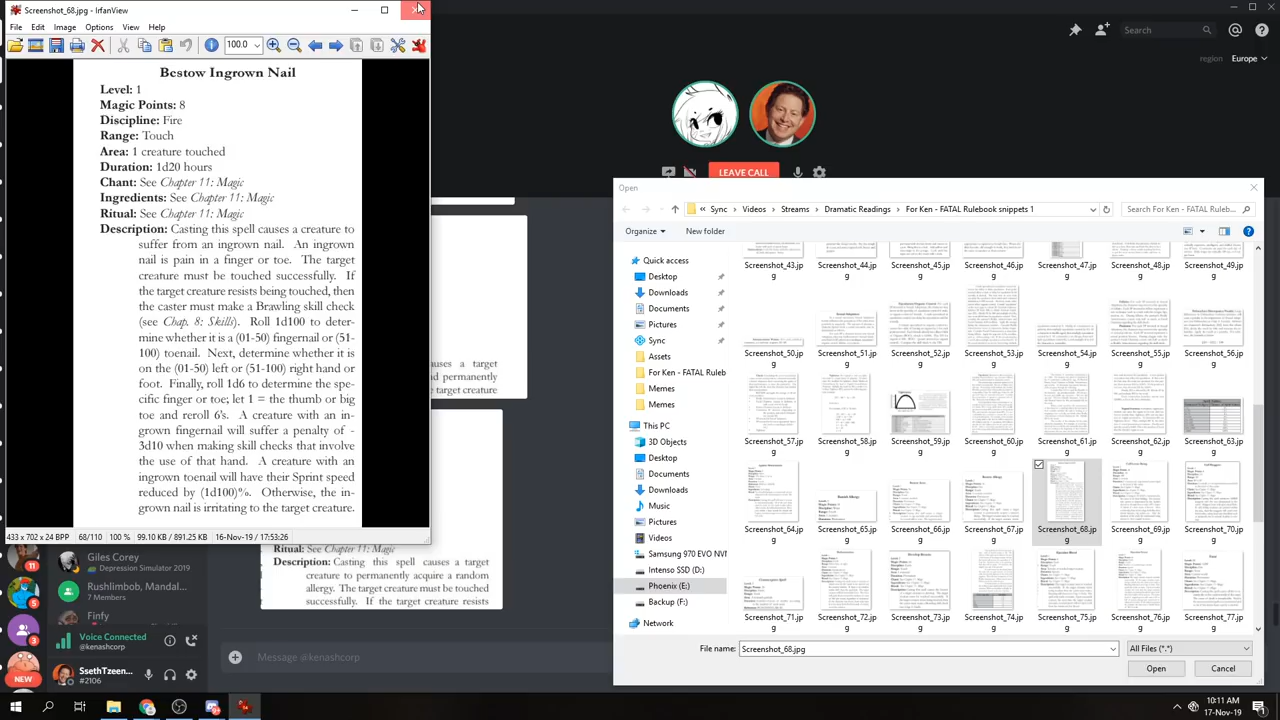 Screenshot_68.jpg - IrfanView
File Edit Image Options View Help
100.0
Bestow Ingrown Nail
Level: 1
Magic Points: 8
Discipline: Fire
Range: Touch
Area: 1 creature touched
Duration: 1d20 hours
Chant: See Chapter 11: Magic
Ingredients: See Chapter 11: Magic
Ritual: See Chapter 11: Magic
Description: Casting this spell causes a creature to
suffer from an ingrown nail. An ingrown
nail is pain in a finger or toe. The target
creature must be touched successfully. If
the target creature resists being touched, then
the caster must make a Brawling skill check
(see Chap. 8: Skills). Roll 1d100 to deter-
mine whether it is a (01-50) fingernail or (51-
100) toenail. Next, determine whether it is
on the (01-50) left or (51-100) right hand or
foot. Finally, roll 1d6 to determine the spe-
cific finger or toe; let 1 = the thumb or big
toe and reroll 6's. A creature with an in-
grown fingernail will suffer a penalty of -
3d10 when making skill checks that involve
the use of that hand. A creature with an
ingrown toenail will have their Sprint speed
reduced by (1d100)%. Otherwise, the in-
grown nail is irritating to the target creature.
433 x 702 x 24 BPP 68/110 100 % 99.10 KB / 891.25 KB 16-Nov-19 / 17:53:26
Search
region Europe
LEAVE CALL
auses a target
d permanently
e target creature
Ritual: See Chapter 11: Magic
Description: Casting this spell causes a target
creature to permanently acquire a random
allergy. The target creature must be touched
successfully. If the target creature resists
Giles Corey
Depression Simulator 2019
Rushlimbow Mandal...
7 Members
Finfy
11
5
3
NEW
Voice Connected
@kenashcorp
SsethTzeen...
#2106
Message @kenashcorp
Open
« Sync Videos Streams Dramatic Readings For Ken - FATAL Rulebook snippets 1
Search For Ken - FATAL Ruleb...
Organize New folder
Quick access
Desktop
Downloads
Documents
Pictures
Sync
Assets
For Ken - FATAL Ruleb
Memes
Memes
This PC
3D Objects
Desktop
Documents
Downloads
Music
Pictures
Videos
Samsung 970 EVO NVI
Intenso SSD (D:)
Phoenix (E:)
Backup (F:)
Network
Screenshot_43.jpg
Screenshot_44.jpg
Screenshot_45.jpg
Screenshot_46.jpg
Screenshot_47.jpg
Screenshot_48.jpg
Screenshot_49.jpg
Screenshot_50.jpg
Screenshot_51.jpg
Screenshot_52.jpg
Screenshot_53.jpg
Screenshot_54.jpg
Screenshot_55.jpg
Screenshot_56.jpg
Screenshot_57.jpg
Screenshot_58.jpg
Screenshot_59.jpg
Screenshot_60.jpg
Screenshot_61.jpg
Screenshot_62.jpg
Screenshot_63.jpg
Screenshot_64.jpg
Screenshot_65.jpg
Screenshot_66.jpg
Screenshot_67.jpg
Screenshot_68.jpg
Screenshot_69.jpg
Screenshot_70.jpg
Screenshot_71.jpg
Screenshot_72.jpg
Screenshot_73.jpg
Screenshot_74.jpg
Screenshot_75.jpg
Screenshot_76.jpg
Screenshot_77.jpg
File name: Screenshot_68.jpg
All Files (*.*)
Open Cancel
10:11 AM
17-Nov-19